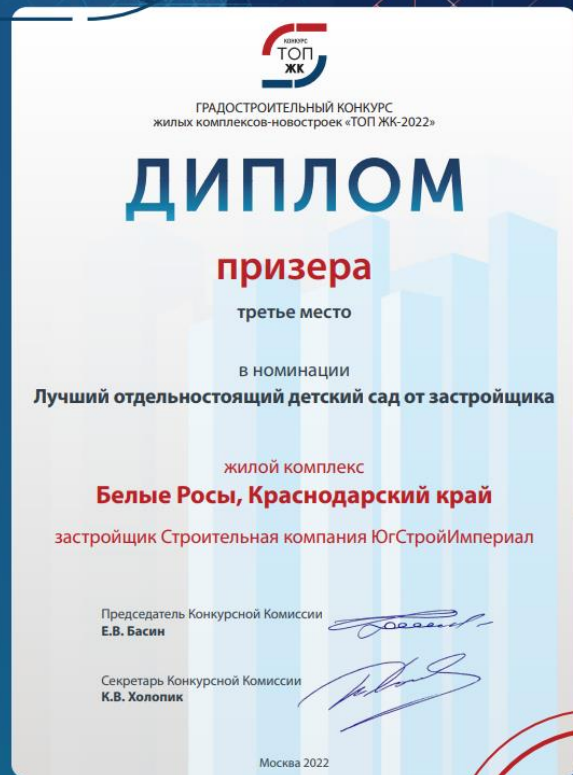 КОНКУРС
ТОП
ЖК
ГРАДОСТРОИТЕЛЬНЫЙ КОНКУРС
жилых комплексов-новостроек «ТОП ЖК-2022»
ДИПЛОМ
призера
третье место
в номинации
Лучший отдельностоящий детский сад от застройщика
жилой комплекс
Белые Росы, Краснодарский край
застройщик Строительная компания ЮгСтройИмпериал
Председатель Конкурсной Комиссии
Е.В. Басин
Секретарь Конкурсной Комиссии
К.В. Холопик
Москва 2022